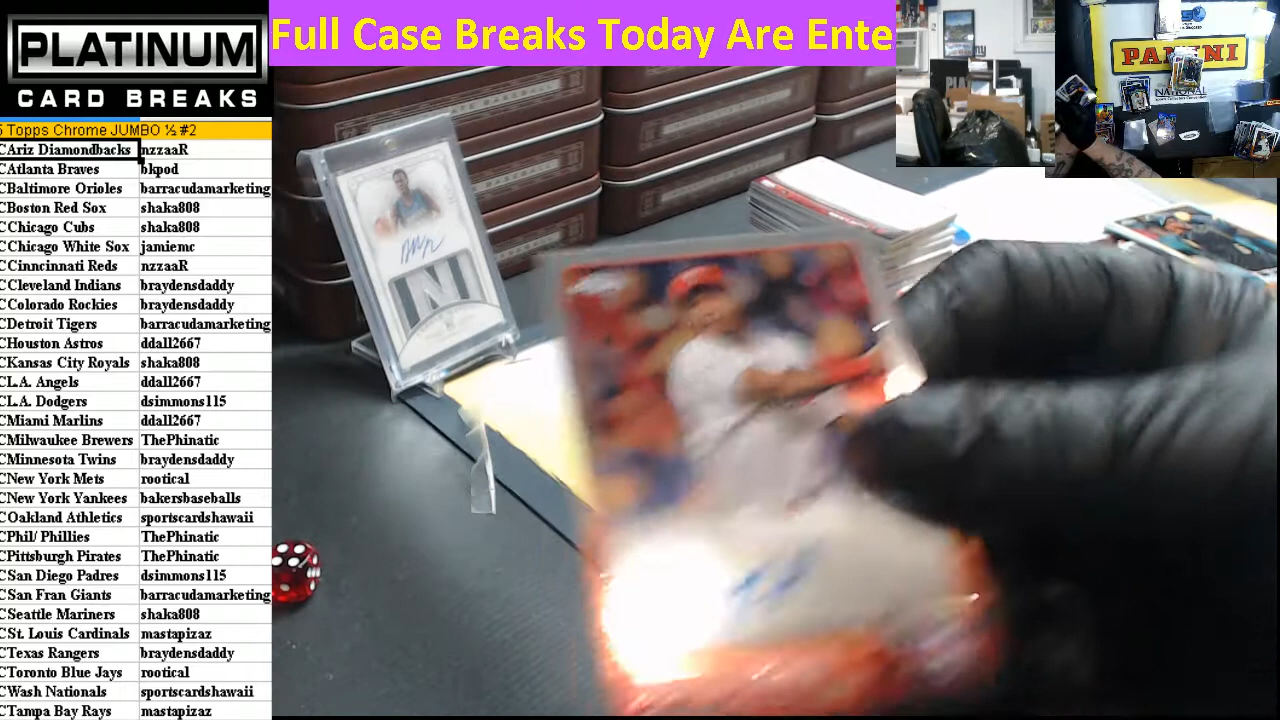 PLATINUM
CARD BREAKS
Full Case Breaks Today Are Ente
5 Topps Chrome JUMBO ½ #2
CAriz Diamondbacks nzzaaR
CAtlanta Braves bkpod
CBaltimore Orioles barracudamarketing
CBoston Red Sox shaka808
CChicago Cubs shaka808
CChicago White Sox jamiemc
CCinncinnati Reds nzzaaR
CCleveland Indians braydensdaddy
CColorado Rockies braydensdaddy
CDetroit Tigers barracudamarketing
CHouston Astros ddall2667
CKansas City Royals shaka808
CL.A. Angels ddall2667
CL.A. Dodgers dsimmons115
CMiami Marlins ddall2667
CMilwaukee Brewers ThePhinatic
CMinnesota Twins braydensdaddy
CNew York Mets rootical
CNew York Yankees bakersbaseballs
COakland Athletics sportscardshawaii
CPhil/ Phillies ThePhinatic
CPittsburgh Pirates ThePhinatic
CSan Diego Padres dsimmons115
CSan Fran Giants barracudamarketing
CSeattle Mariners shaka808
CSt. Louis Cardinals mastapizaz
CTexas Rangers braydensdaddy
CToronto Blue Jays rootical
CWash Nationals sportscardshawaii
CTampa Bay Rays mastapizaz
PANINI
NATIONAL
N